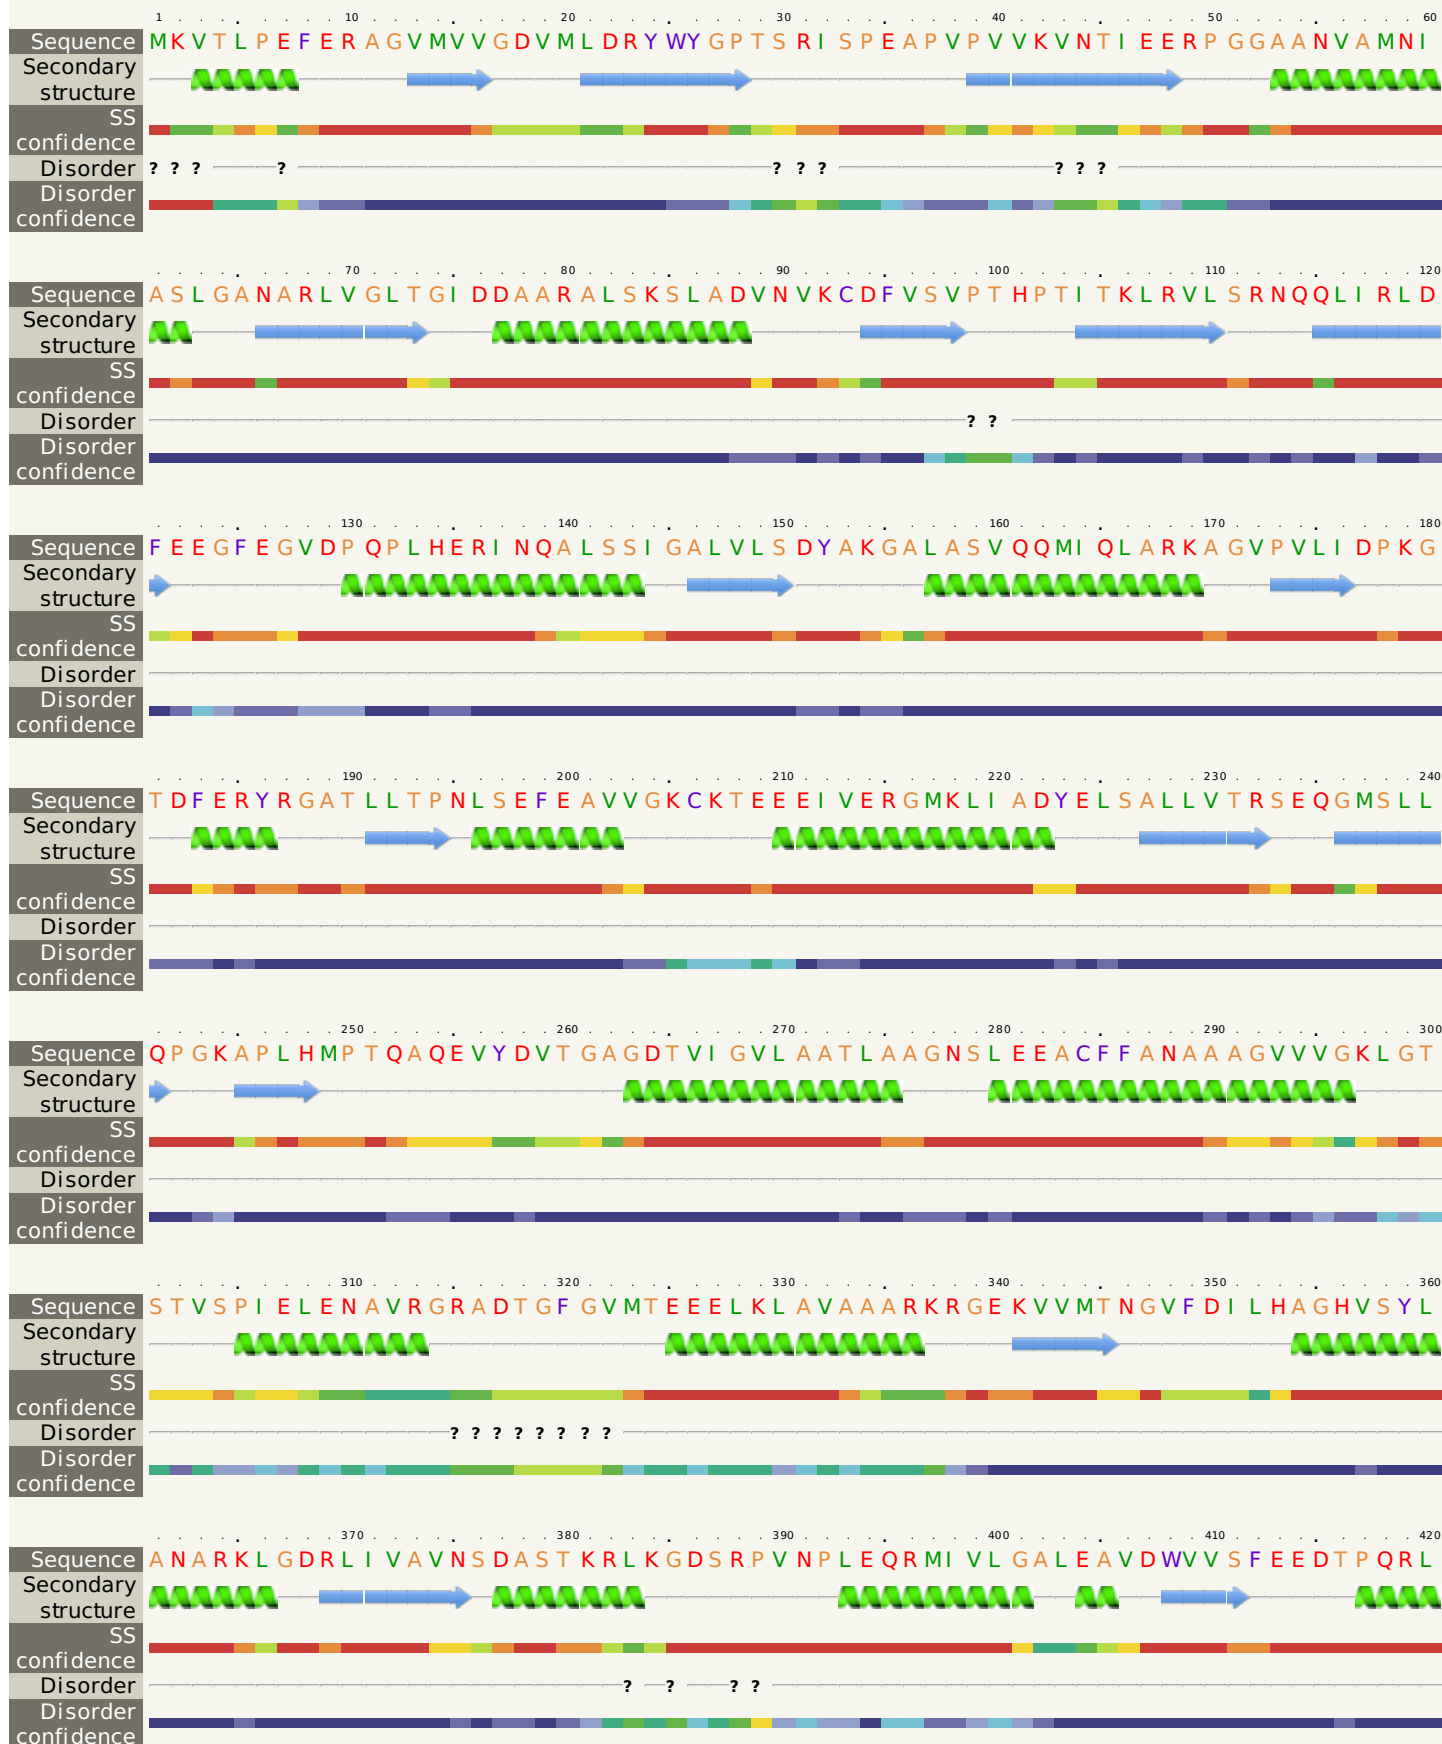 1 10 20 30 40 50 60
Sequence MKVTLPEFERAGVMVVGDVMLDRYWYGPTSRISPEAPVPVVKVNTIEERPGGAANVAMNI
Secondary
structure
SS
confidence
Disorder ? ? ? ? ? ? ? ? ? ?
Disorder
confidence
70 80 90 100 110 120
Sequence ASLGANARLVGLTGIDDAARALSKSLADVNVKCDFVSVPTHPTITKLRVLSRNQQLIRLD
Secondary
structure
SS
confidence
Disorder ? ?
Disorder
confidence
130 140 150 160 170 180
Sequence FEEGFEGVDPQPLHERINQALSSIGALVLSDYAKGALASVQQMIQLARKAGVPVLIDPKG
Secondary
structure
SS
confidence
Disorder
Disorder
confidence
190 200 210 220 230 240
Sequence TDFERYRGATLLTPNLSEFEAVVGKCKTEEEIVERGMKLIADYELSALLVTRSEQGMSLL
Secondary
structure
SS
confidence
Disorder
Disorder
confidence
250 260 270 280 290 300
Sequence QPGKAPLHMPTQAQEVYDVTGAGDTVIGVLAATLAAGNSLEEACFFANAAAGVVVGKLGT
Secondary
structure
SS
confidence
Disorder
Disorder
confidence
310 320 330 340 350 360
Sequence STVSPIELENAVRGRADTGFGVMTEEELKLAVAAARKRGEKVVMTNGVFDILHAGHVSYL
Secondary
structure
SS
confidence
Disorder ? ? ? ? ? ? ? ?
Disorder
confidence
370 380 390 400 410 420
Sequence ANARKLGDRLIVAVNSDASTKRLKGDSRPVNPLEQRMIVLGALEAVDWVVSFEEDTPQRL
Secondary
structure
SS
confidence
Disorder ? ? ? ?
Disorder
confidence